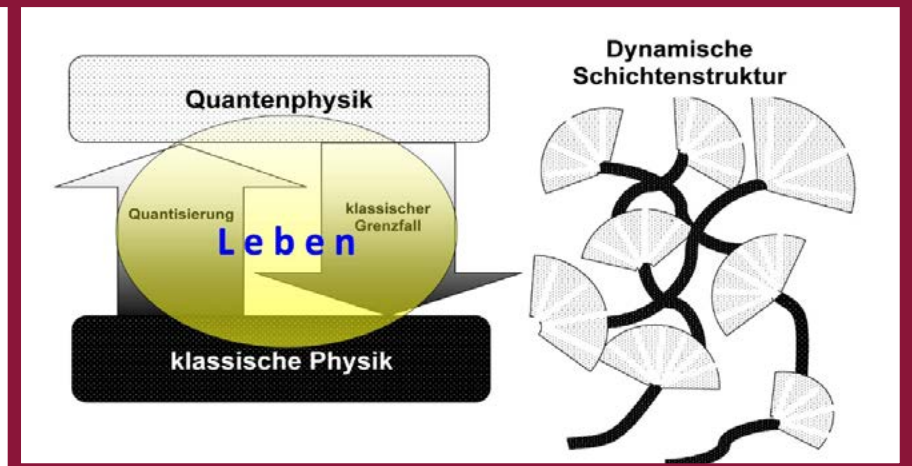 Quantenphysik
Quantisierung
klassischer
Grenzfall
Leben
klassische Physik
Dynamische
Schichtenstruktur